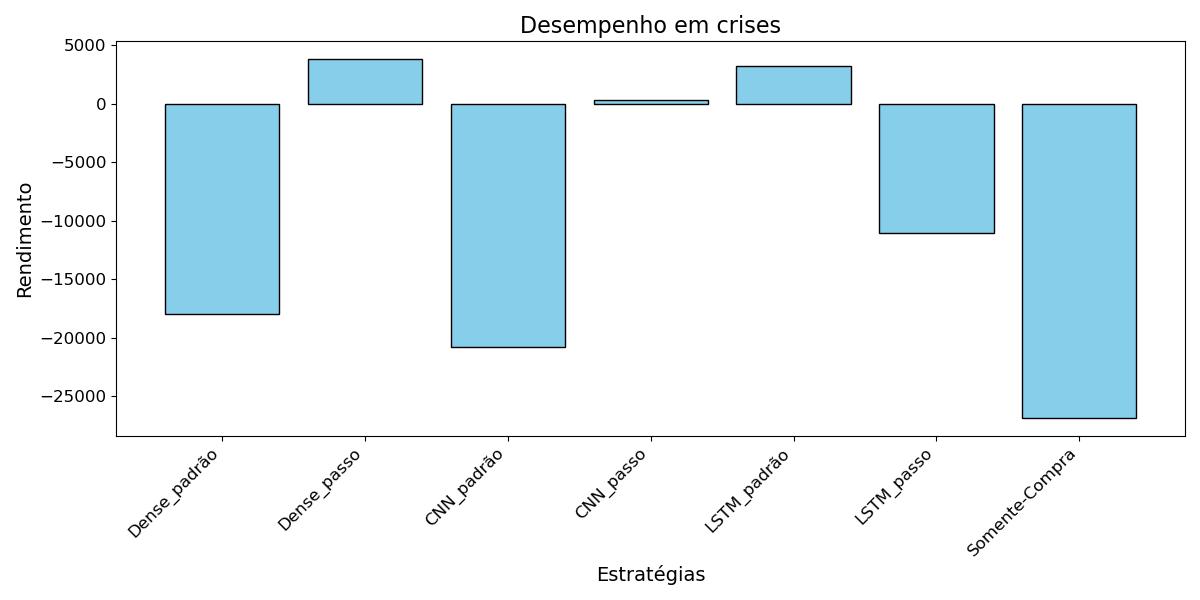 Desempenho em crises
Rendimento
5000
0
−5000
−10000
−15000
−20000
−25000
Dense_padrão
Dense_passo
CNN_padrão
CNN_passo
LSTM_padrão
LSTM_passo
Somente-Compra
Estratégias